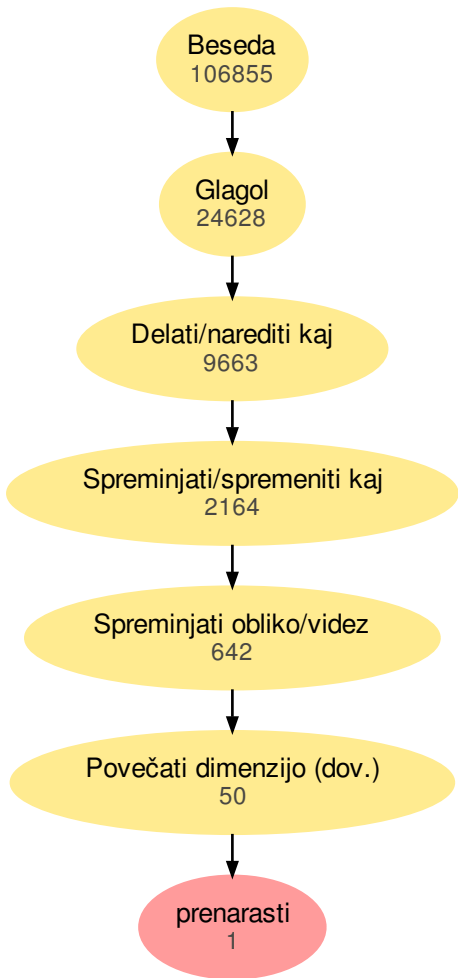 Beseda
106855
Glagol
24628
Delati/narediti kaj
9663
Spreminjati/spremeniti kaj
2164
Spreminjati obliko/videz
642
Povečati dimenzijo (dov.)
50
prenarasti
1